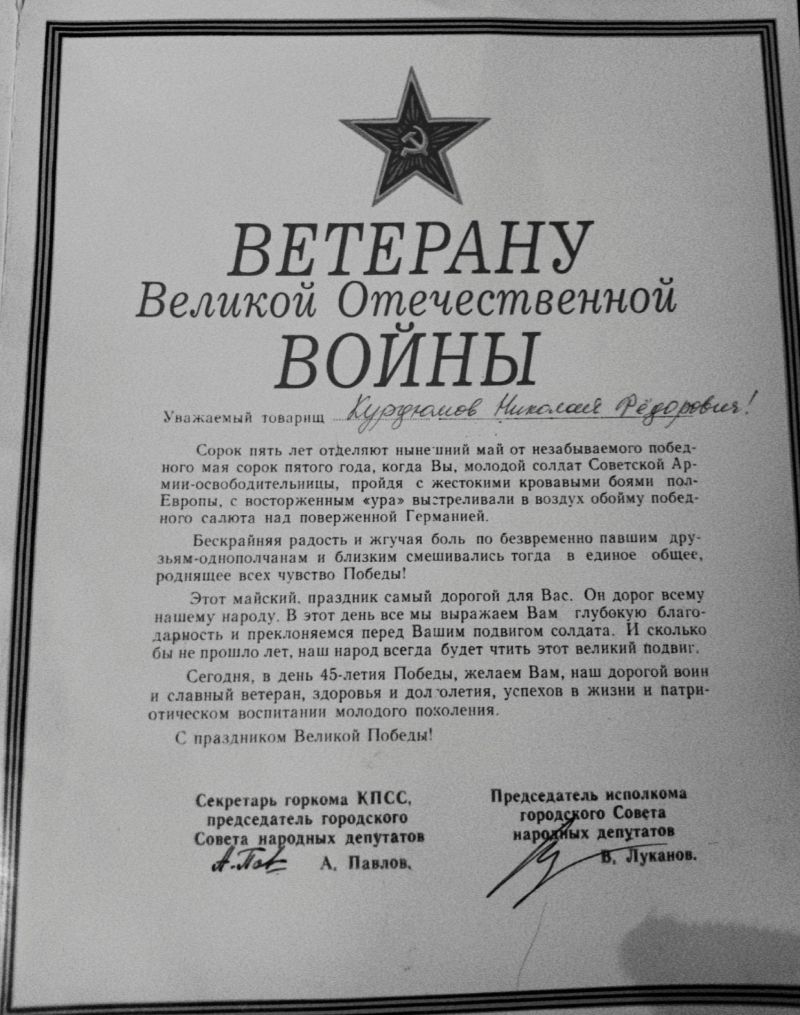 ВЕТЕРАНУ
Великой Отечественной
ВОЙНЫ
Уважаемый товарищ Курдюмов Николай Фёдорович!
Сорок пять лет отделяют нынешний май от незабываемого побед-
ного мая сорок пятого года, когда Вы, молодой солдат Советской Ар-
мии-освободительницы, пройдя с жестокими кровавыми боями пол-
Европы, с восторженным «ура» выстреливали в воздух обойму побед-
ного салюта над поверженной Германией.
Бескрайняя радость и жгучая боль по безвременно павшим дру-
зьям-однополчанам и близким смешивались тогда в единое общее,
роднящее всех чувство Победы!
Этот майский. праздник самый дорогой для Вас. Он дорог всему
нашему народу. В этот день все мы выражаем Вам глубокую благо-
дарность и преклоняемся перед Вашим подвигом солдата. И сколько
бы не прошло лет, наш народ всегда будет чтить этот великий подвиг.
Сегодня, в день 45-летия Победы, желаем Вам, наш дорогой воин
и славный ветеран, здоровья и долголетия, успехов в жизни и патри-
отическом воспитании молодого поколения.
С праздником Великой Победы!
Секретарь горкома КПСС,
председатель городского
Совета народных депутатов
А. Пав А. Павлов.
Председатель исполкома
городского Совета
народных депутатов
В. Луканов.